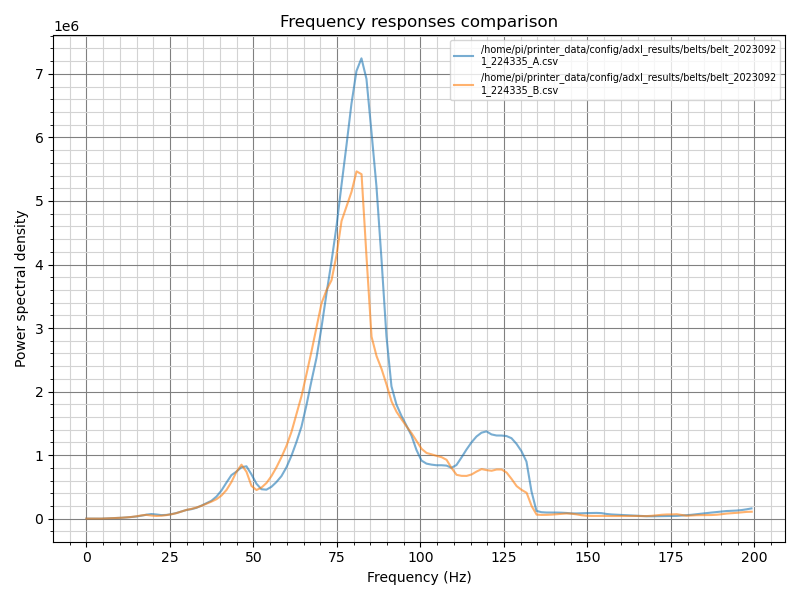 Frequency responses comparison
1e6
/home/pi/printer_data/config/adxl_results/belts/belt_2023092
1_224335_A.csv
/home/pi/printer_data/config/adxl_results/belts/belt_2023092
1_224335_B.csv
7
6
5
4
3
2
1
0
Power spectral density
0 25 50 75 100 125 150 175 200
Frequency (Hz)